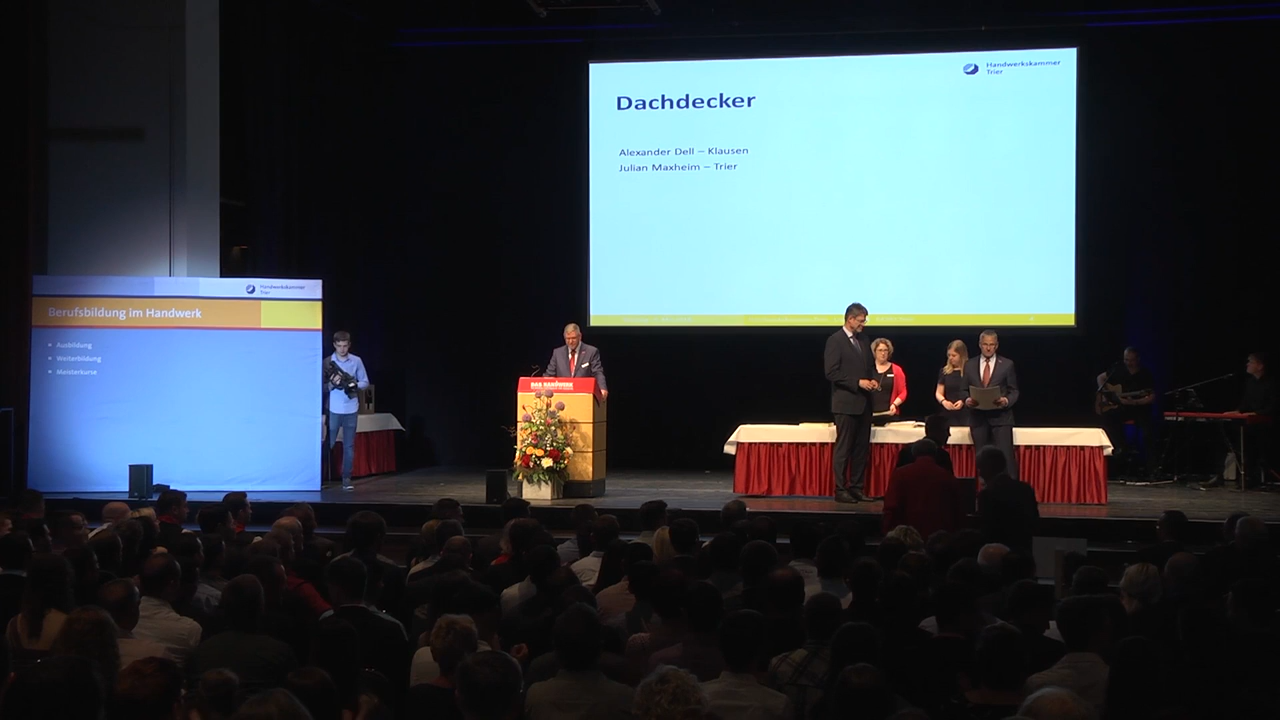 Handwerkskammer
Trier
Dachdecker
Alexander Dell – Klausen
Julian Maxheim – Trier
Handwerkskammer
Trier
Berufsbildung im Handwerk
Ausbildung
Weiterbildung
Meisterkurse
DAS HANDWERK